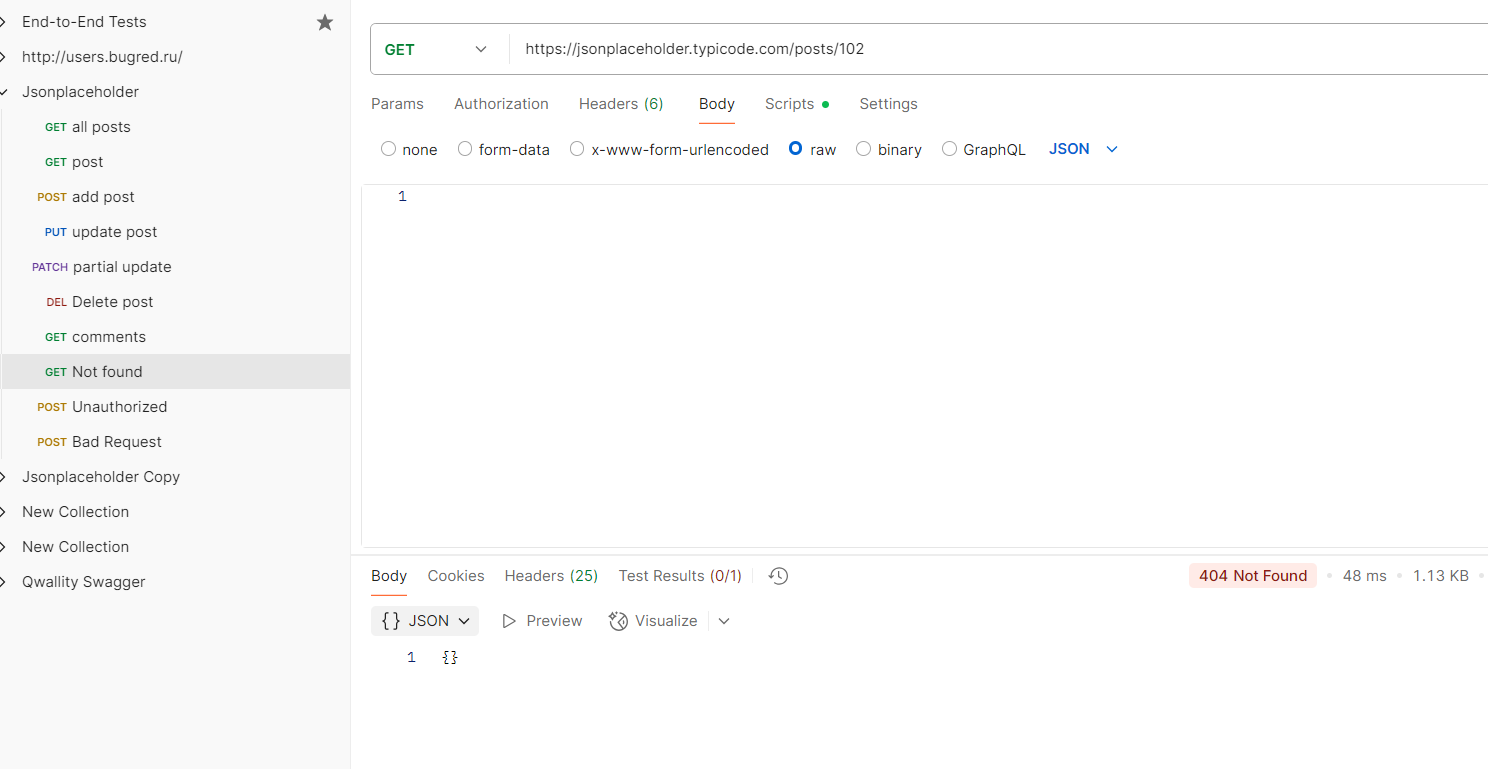 End-to-End Tests
http://users.bugred.ru/
Jsonplaceholder
GET all posts
GET post
POST add post
PUT update post
PATCH partial update
DEL Delete post
GET comments
GET Not found
POST Unauthorized
POST Bad Request
Jsonplaceholder Copy
New Collection
New Collection
Qwallity Swagger
GET https://jsonplaceholder.typicode.com/posts/102
Params Authorization Headers (6) Body Scripts Settings
none form-data x-www-form-urlencoded raw binary GraphQL JSON
1
Body Cookies Headers (25) Test Results (0/1) 404 Not Found 48 ms 1.13 KB
{} JSON Preview Visualize
1 {}